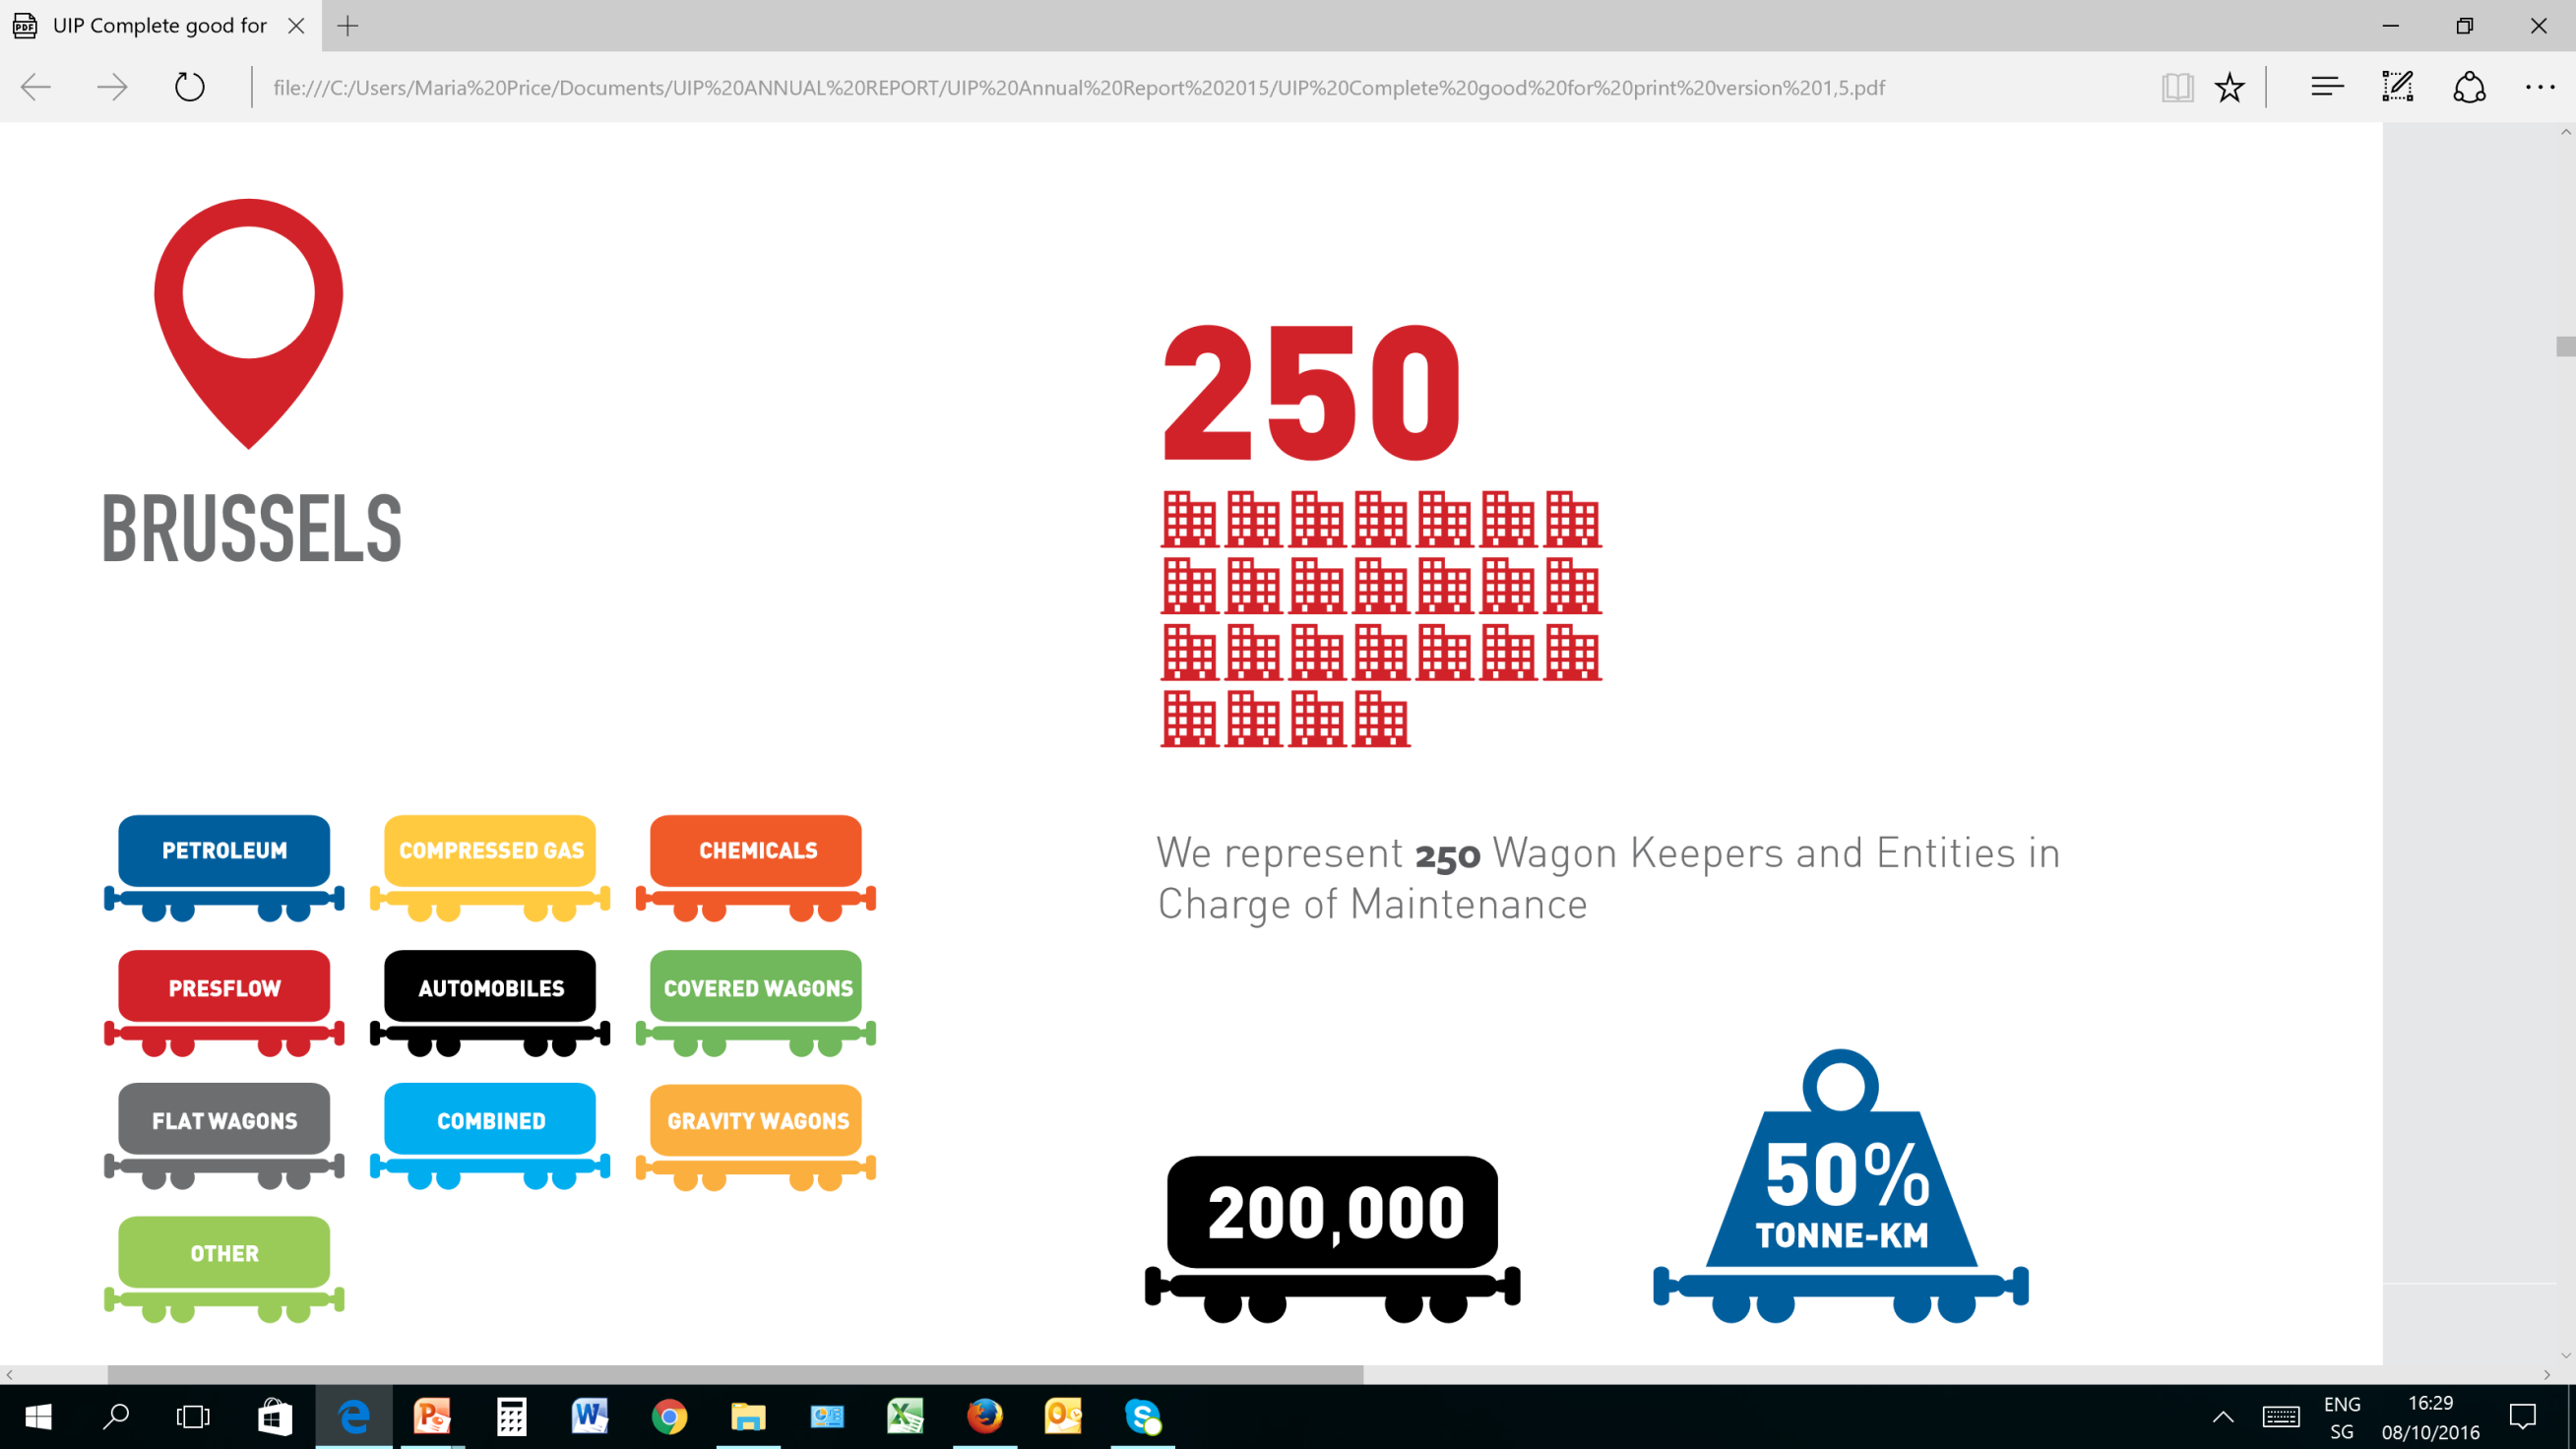 UIP Complete good for
file:///C:/Users/Maria%20Price/Documents/UIP%20ANNUAL%20REPORT/UIP%20Annual%20Report%202015/UIP%20Complete%20good%20for%20print%20version%201,5.pdf
BRUSSELS
250
We represent 250 Wagon Keepers and Entities in
Charge of Maintenance
PETROLEUM
COMPRESSED GAS
CHEMICALS
PRESFLOW
AUTOMOBILES
COVERED WAGONS
FLAT WAGONS
COMBINED
GRAVITY WAGONS
OTHER
200,000
50%
TONNE-KM
ENG
SG
16:29
08/10/2016